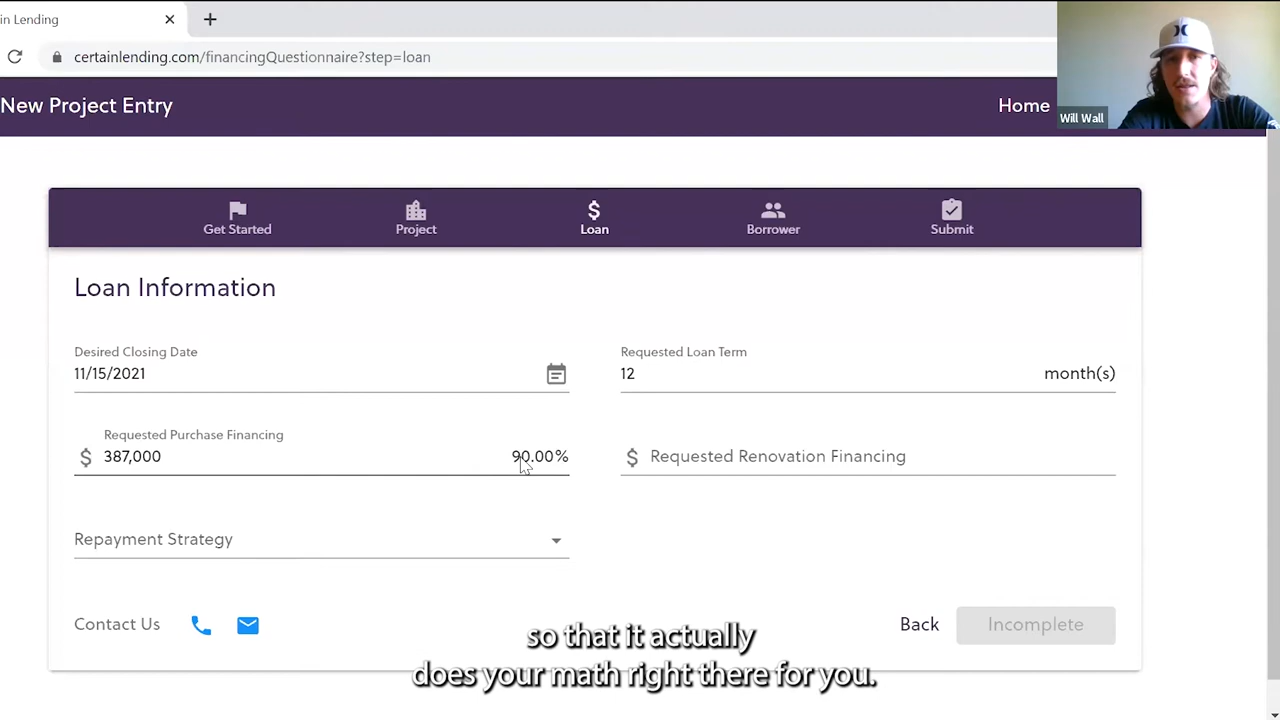 in Lending
certainlending.com/financingQuestionnaire?step=loan
New Project Entry
Home
Will Wall
Get Started
Project
$
Loan
Borrower
Submit
Loan Information
Desired Closing Date
11/15/2021
Requested Loan Term
12
month(s)
Requested Purchase Financing
$ 387,000
90.00%
$ Requested Renovation Financing
Repayment Strategy
Contact Us
Back
Incomplete
so that it actually
does your math right there for you.